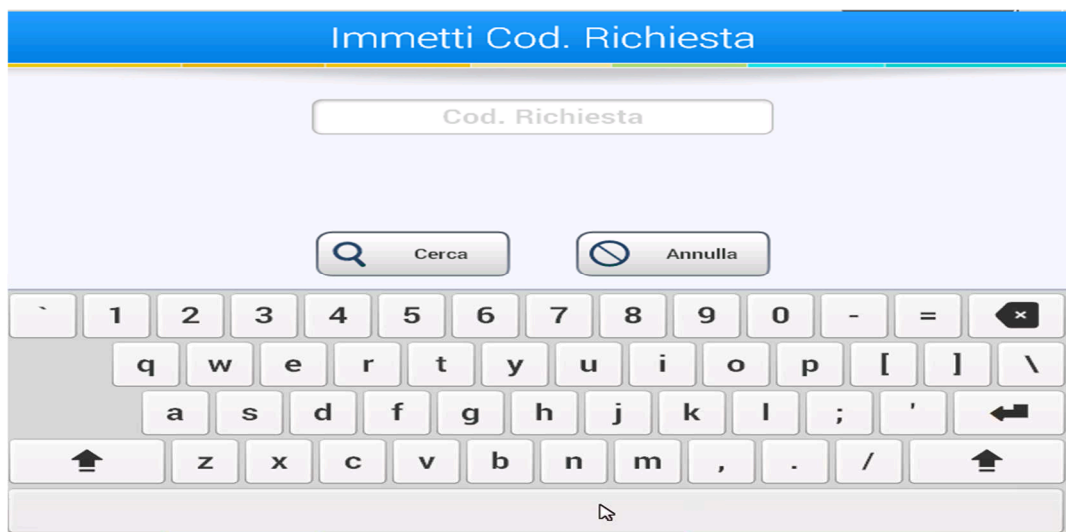 Immetti Cod. Richiesta
Cod. Richiesta
Cerca Annulla
` 1 2 3 4 5 6 7 8 9 0 - =
q w e r t y u i o p [ ] \
a s d f g h j k l ; '
z x c v b n m , . /